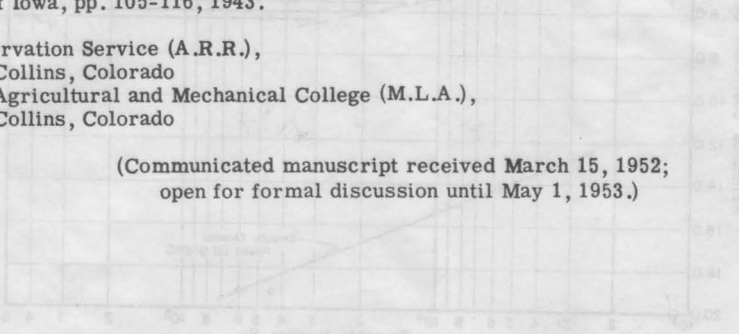 Iowa, pp. 105-116, 1943.
rvation Service (A.R.R.),
Collins, Colorado
Agricultural and Mechanical College (M.L.A.),
Collins, Colorado
(Communicated manuscript received March 15, 1952;
open for formal discussion until May 1, 1953.)